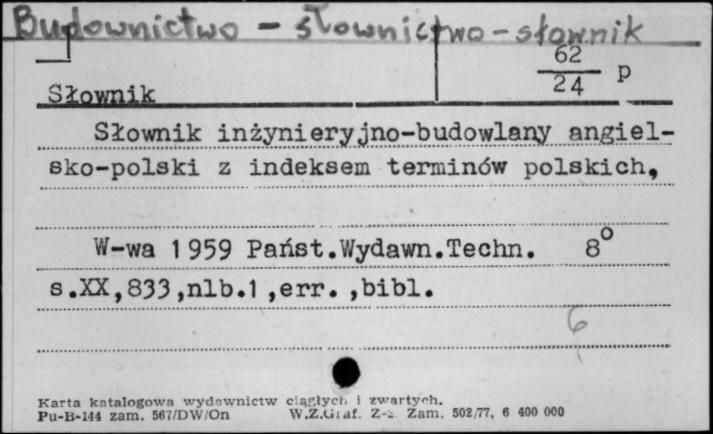 Budownictwo - słownictwo - słownik
62
24 p
Słownik
Słownik inżynieryjno-budowlany angiel-
sko-polski z indeksem terminów polskich,
W-wa 1959 Państ.Wydawn.Techn. 8°
s.XX,833,nlb.1,err.,bibl.
6
Karta katalogowa wydawnictw ciągłych i zwartych.
Pu-B-144 zam. 567/DW/On W.Z.Graf. Zam. 502/77, 6 400 000